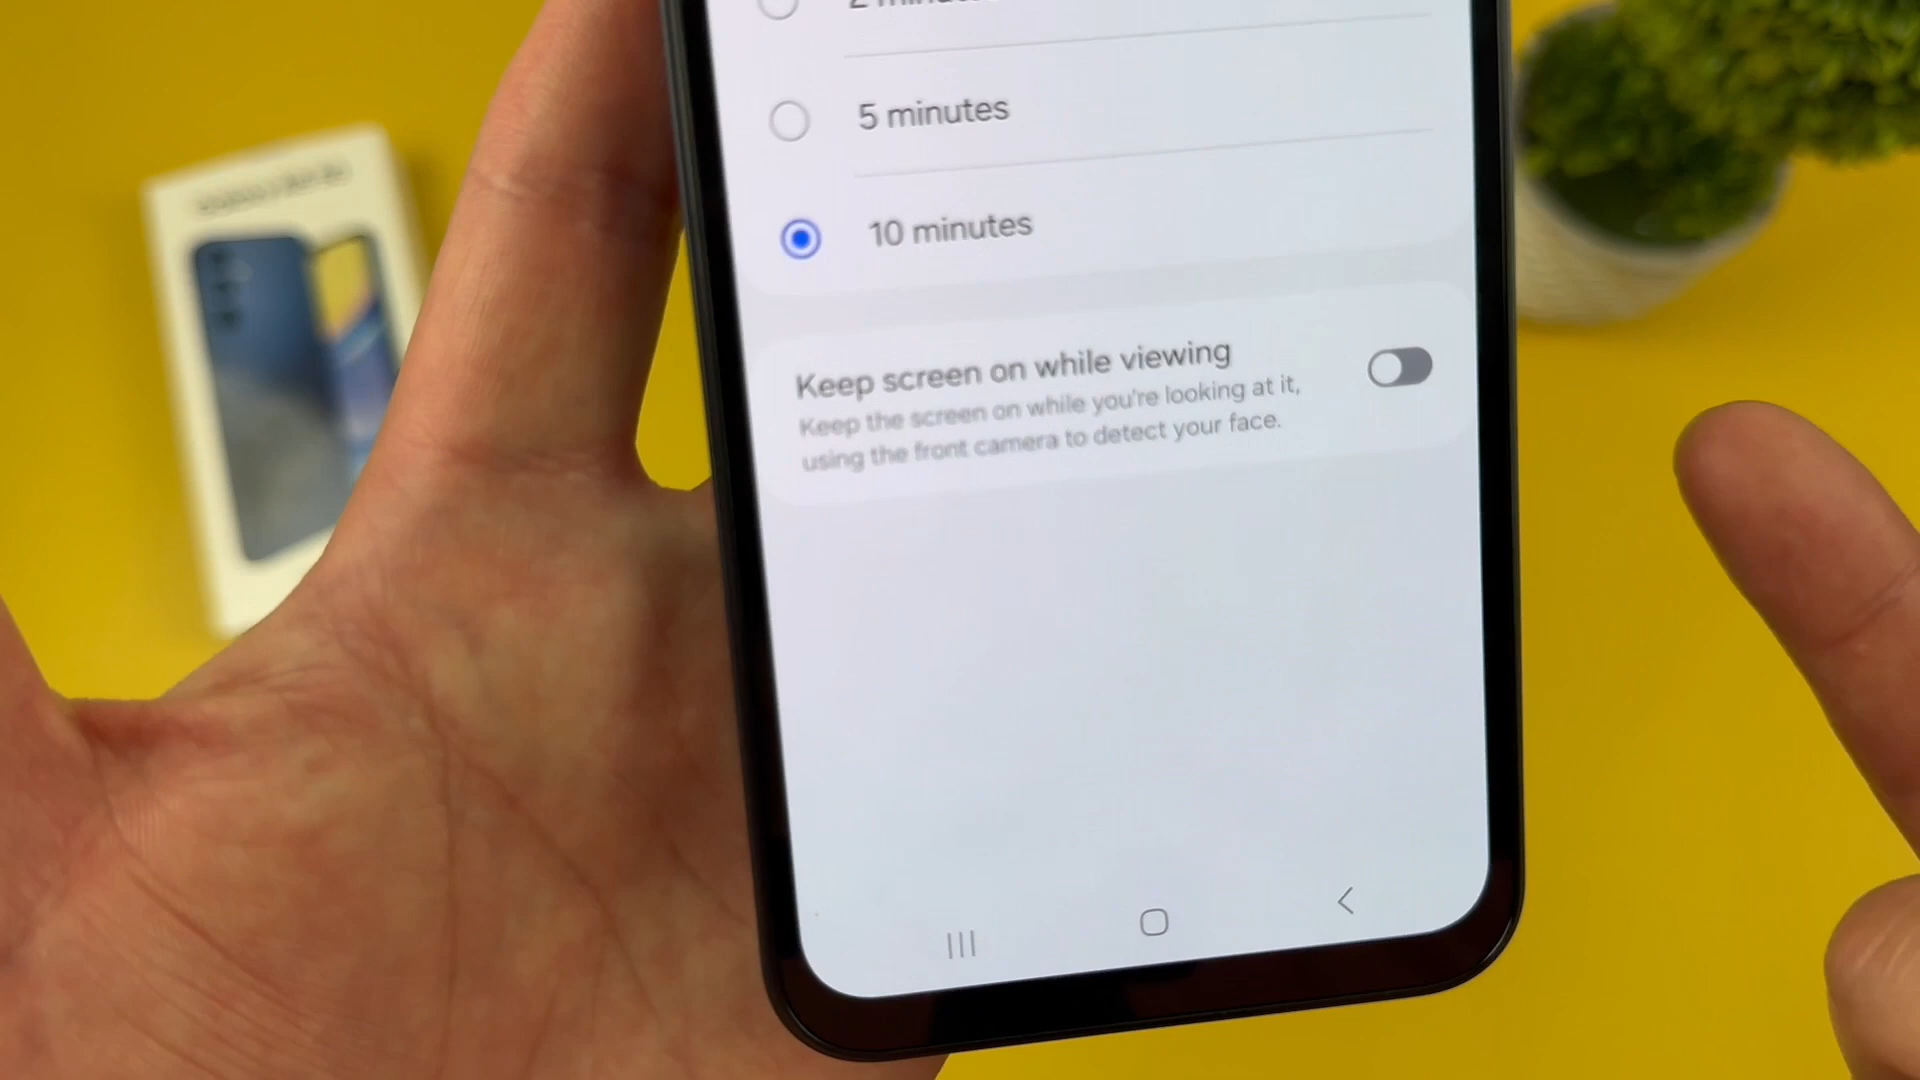 5 minutes
10 minutes
Keep screen on while viewing
Keep the screen on while you're looking at it,
using the front camera to detect your face.